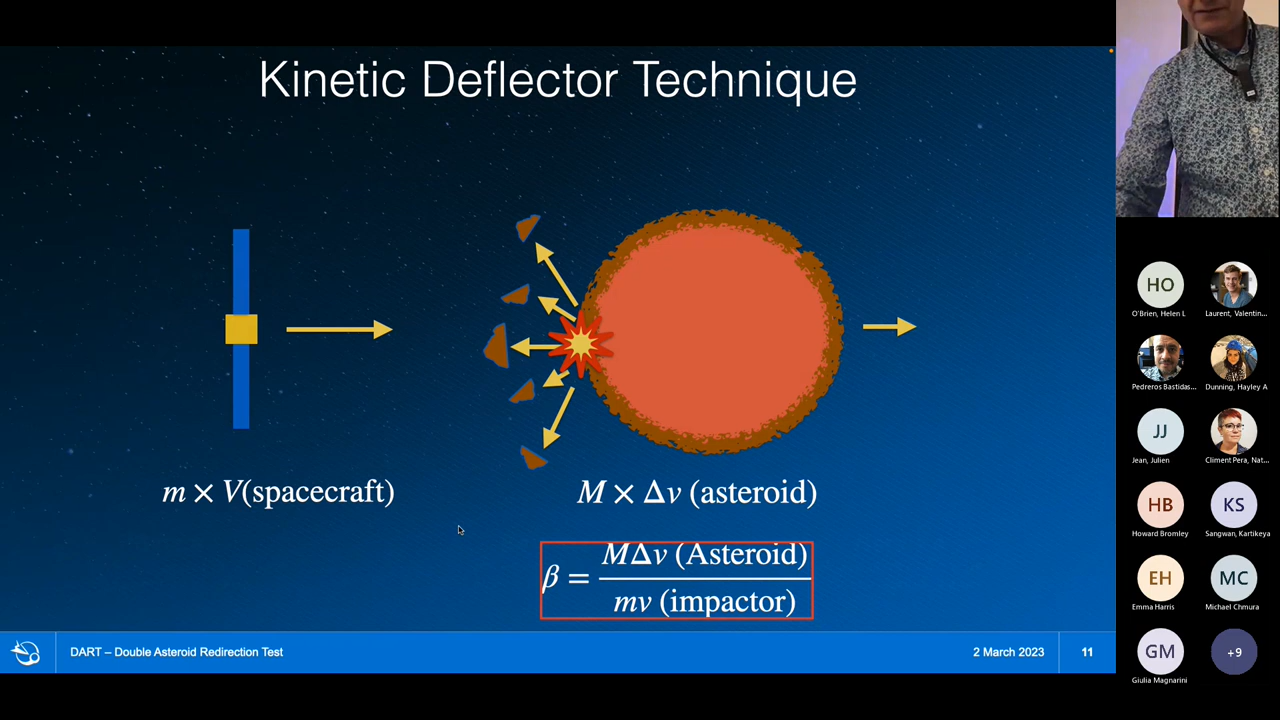 Kinetic Deflector Technique
m × V(spacecraft)
M × Δv (asteroid)
β = MΔv (Asteroid)
mv (impactor)
DART – Double Asteroid Redirection Test
2 March 2023
11
HO
O'Brien, Helen L
Laurent, Valentin...
Pedreros Bastidas...
Dunning, Hayley A
JJ
Jean, Julien
Climent Pera, Nat...
HB
Howard Bromley
KS
Sangwan, Kartikeya
EH
Emma Harris
MC
Michael Chmura
GM
Giulia Magnarini
+9